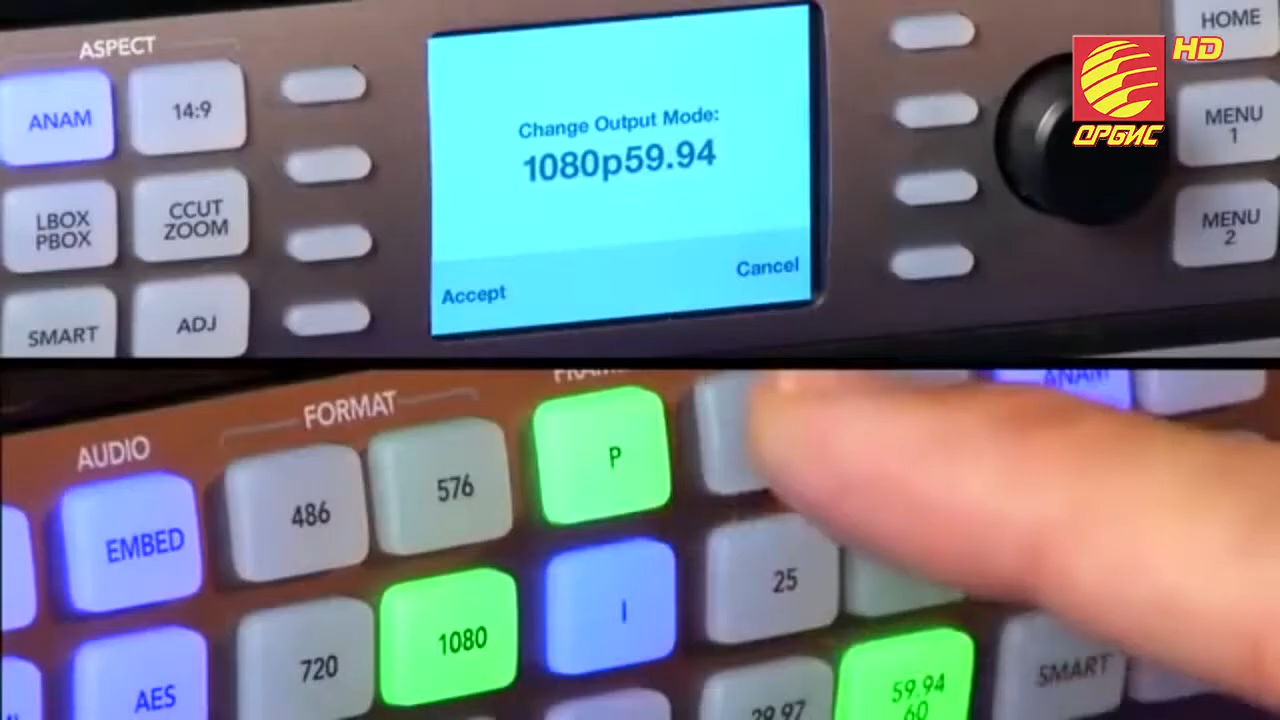 ASPECT
ANAM
14:9
LBOX
PBOX
CCUT
ZOOM
SMART
ADJ
Change Output Mode:
1080p59.94
Accept
Cancel
HOME
MENU
1
MENU
2
HD
ОРБИС
AUDIO
FORMAT
EMBED
486
576
P
ANAM
AES
720
1080
I
25
29.97
59.94
60
SMART